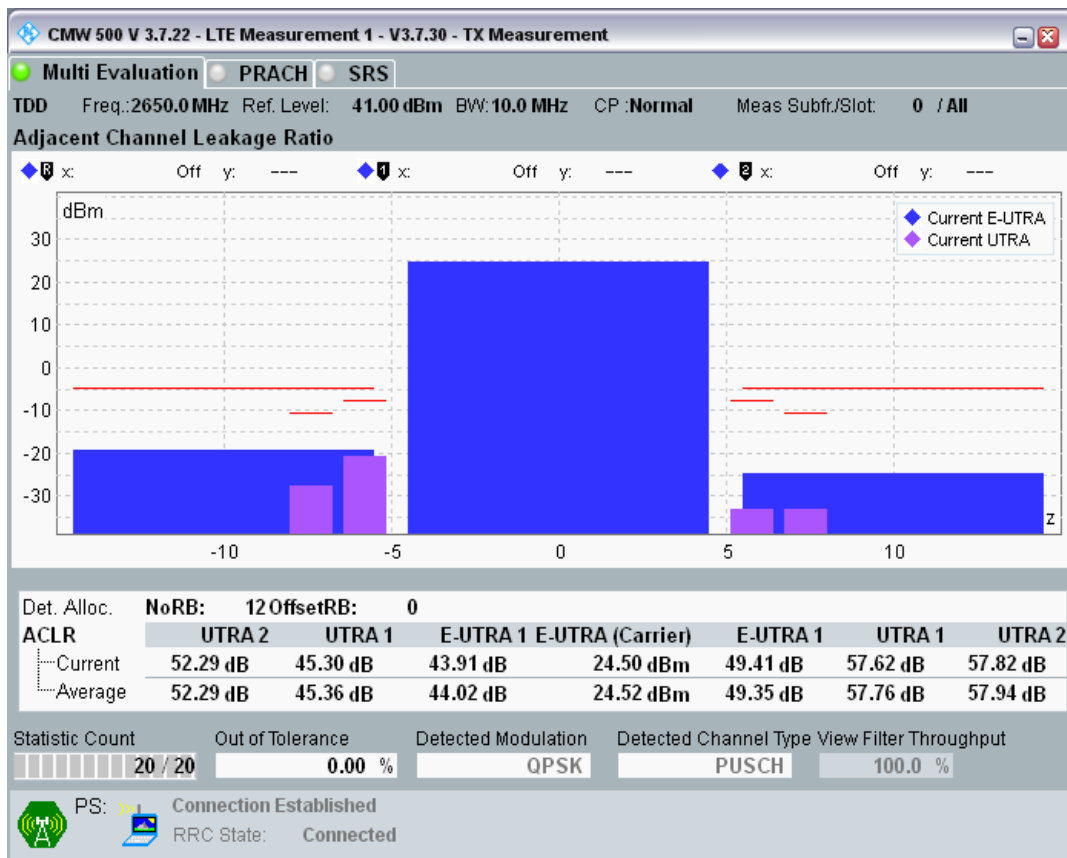 CMW 500 V 3.7.22 - LTE Measurement 1 - V3.7.30 - TX Measurement
Multi Evaluation PRACH SRS
TDD Freq.:2650.0 MHz Ref. Level: 41.00 dBm BW:10.0 MHz CP :Normal Meas Subfr./Slot: 0 / All
Adjacent Channel Leakage Ratio
R x: Off y: --- 1 x: Off y: --- 2 x: Off y: ---
dBm
Current E-UTRA
Current UTRA
30
20
10
0
-10
-20
-30
z
-10 -5 0 5 10
Det. Alloc. NoRB: 12 OffsetRB: 0
ACLR UTRA 2 UTRA 1 E-UTRA 1 E-UTRA (Carrier) E-UTRA 1 UTRA 1 UTRA 2
Current 52.29 dB 45.30 dB 43.91 dB 24.50 dBm 49.41 dB 57.62 dB 57.82 dB
Average 52.29 dB 45.36 dB 44.02 dB 24.52 dBm 49.35 dB 57.76 dB 57.94 dB
Statistic Count Out of Tolerance Detected Modulation Detected Channel Type View Filter Throughput
20 / 20 0.00 % QPSK PUSCH 100.0 %
PS: Connection Established
RRC State: Connected